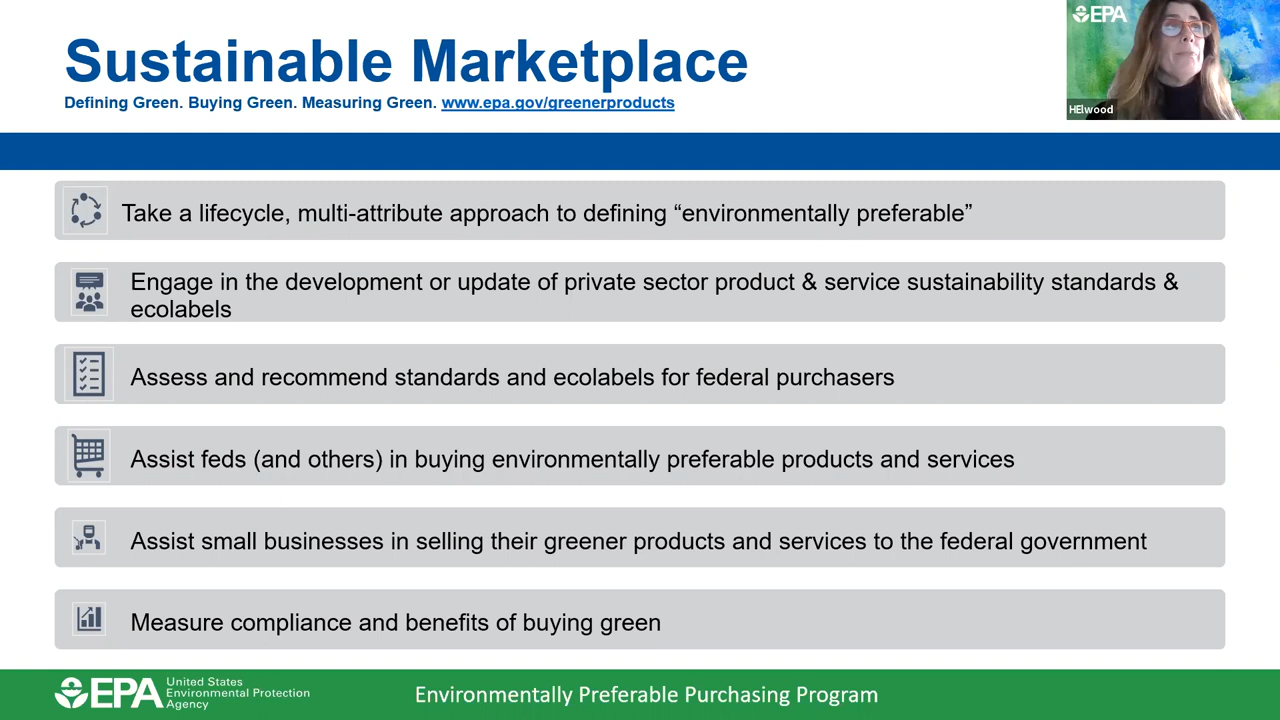 Sustainable Marketplace
Defining Green. Buying Green. Measuring Green. www.epa.gov/greenerproducts
EPA
HElwood
Take a lifecycle, multi-attribute approach to defining “environmentally preferable”
Engage in the development or update of private sector product & service sustainability standards &
ecolabels
Assess and recommend standards and ecolabels for federal purchasers
Assist feds (and others) in buying environmentally preferable products and services
Assist small businesses in selling their greener products and services to the federal government
Measure compliance and benefits of buying green
EPA
United States
Environmental Protection
Agency
Environmentally Preferable Purchasing Program